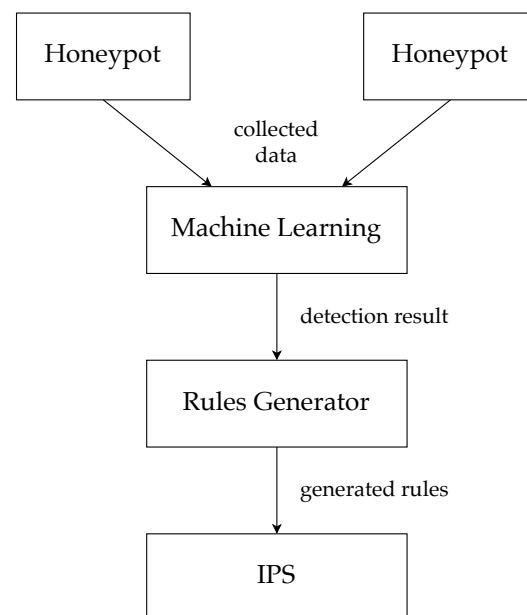 Honeypot
Honeypot
collected
data
Machine Learning
detection result
Rules Generator
generated rules
IPS